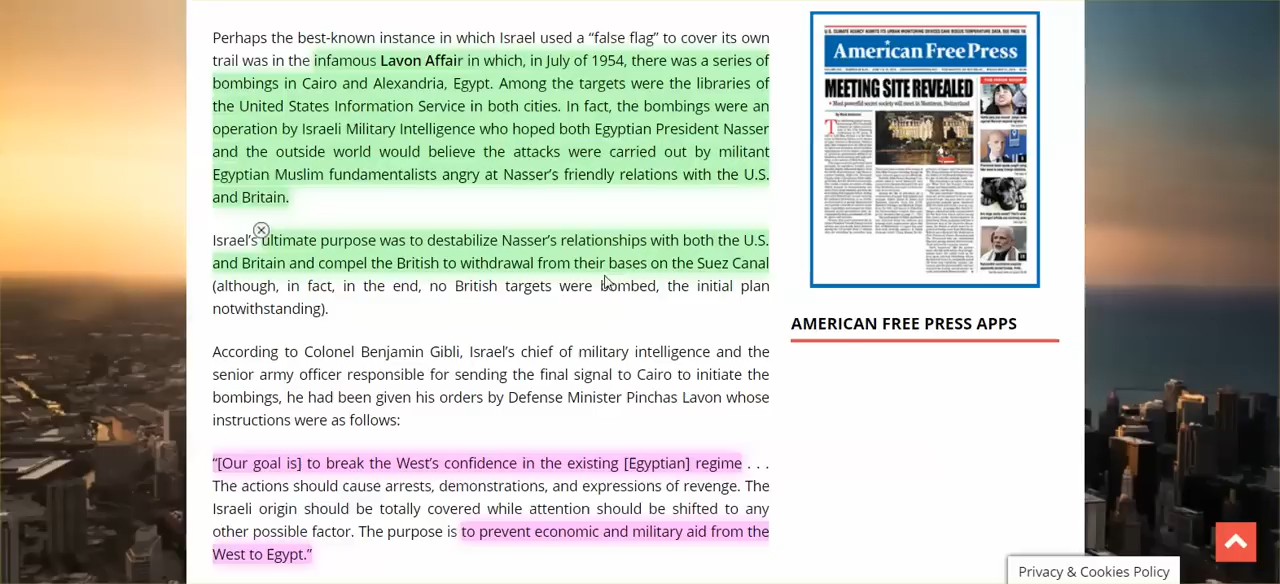 Perhaps the best-known instance in which Israel used a “false flag” to cover its own
trail was in the infamous Lavon Affair in which, in July of 1954, there was a series of
bombings in Cairo and Alexandria, Egypt. Among the targets were the libraries of
the United States Information Service in both cities. In fact, the bombings were an
operation by Israeli Military Intelligence who hoped both Egyptian President Nasser
and the outside world would believe the attacks were carried out by militant
Egyptian Muslim fundamentalists angry at Nasser’s friendly relations with the U.S.
and Britain.
Israel’s ultimate purpose was to destabilize Nasser’s relationships with both the U.S.
and compel the British to withdraw from their bases on the Suez Canal
(although, in fact, in the end, no British targets were bombed, the initial plan
notwithstanding).
According to Colonel Benjamin Gibli, Israel’s chief of military intelligence and the
senior army officer responsible for sending the final signal to Cairo to initiate the
bombings, he had been given his orders by Defense Minister Pinchas Lavon whose
instructions were as follows:
“[Our goal is] to break the West’s confidence in the existing [Egyptian] regime . . .
The actions should cause arrests, demonstrations, and expressions of revenge. The
Israeli origin should be totally covered while attention should be shifted to any
other possible factor. The purpose is to prevent economic and military aid from the
West to Egypt.”
American Free Press
MEETING SITE REVEALED
• Most powerful secret society will meet in Montreux, Switzerland
AMERICAN FREE PRESS APPS
Privacy & Cookies Policy